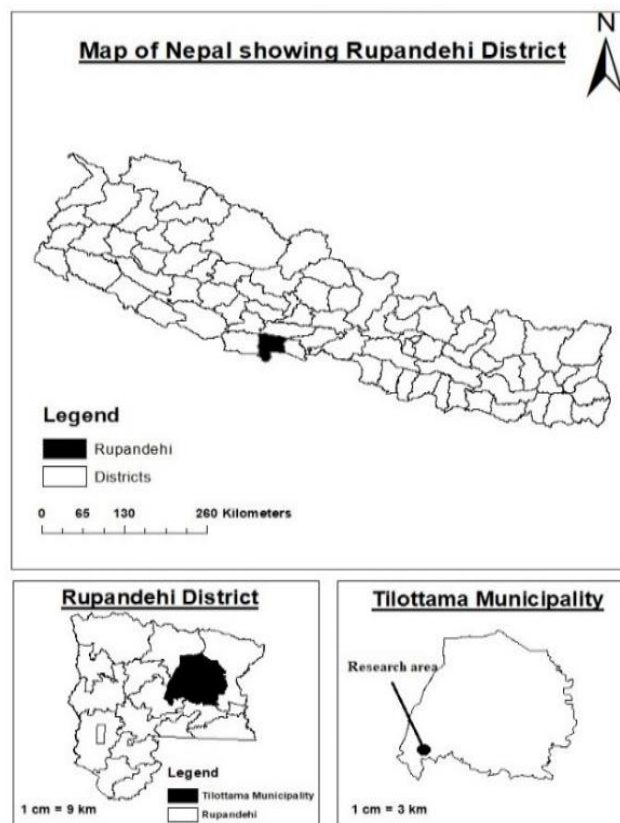 N
Map of Nepal showing Rupandehi District
Legend
Rupandehi
Districts
0 65 130 260 Kilometers
Rupandehi District
Legend
Tilottama Municipality
Rupandehi
1 cm = 9 km
Tilottama Municipality
Research area
1 cm = 3 km